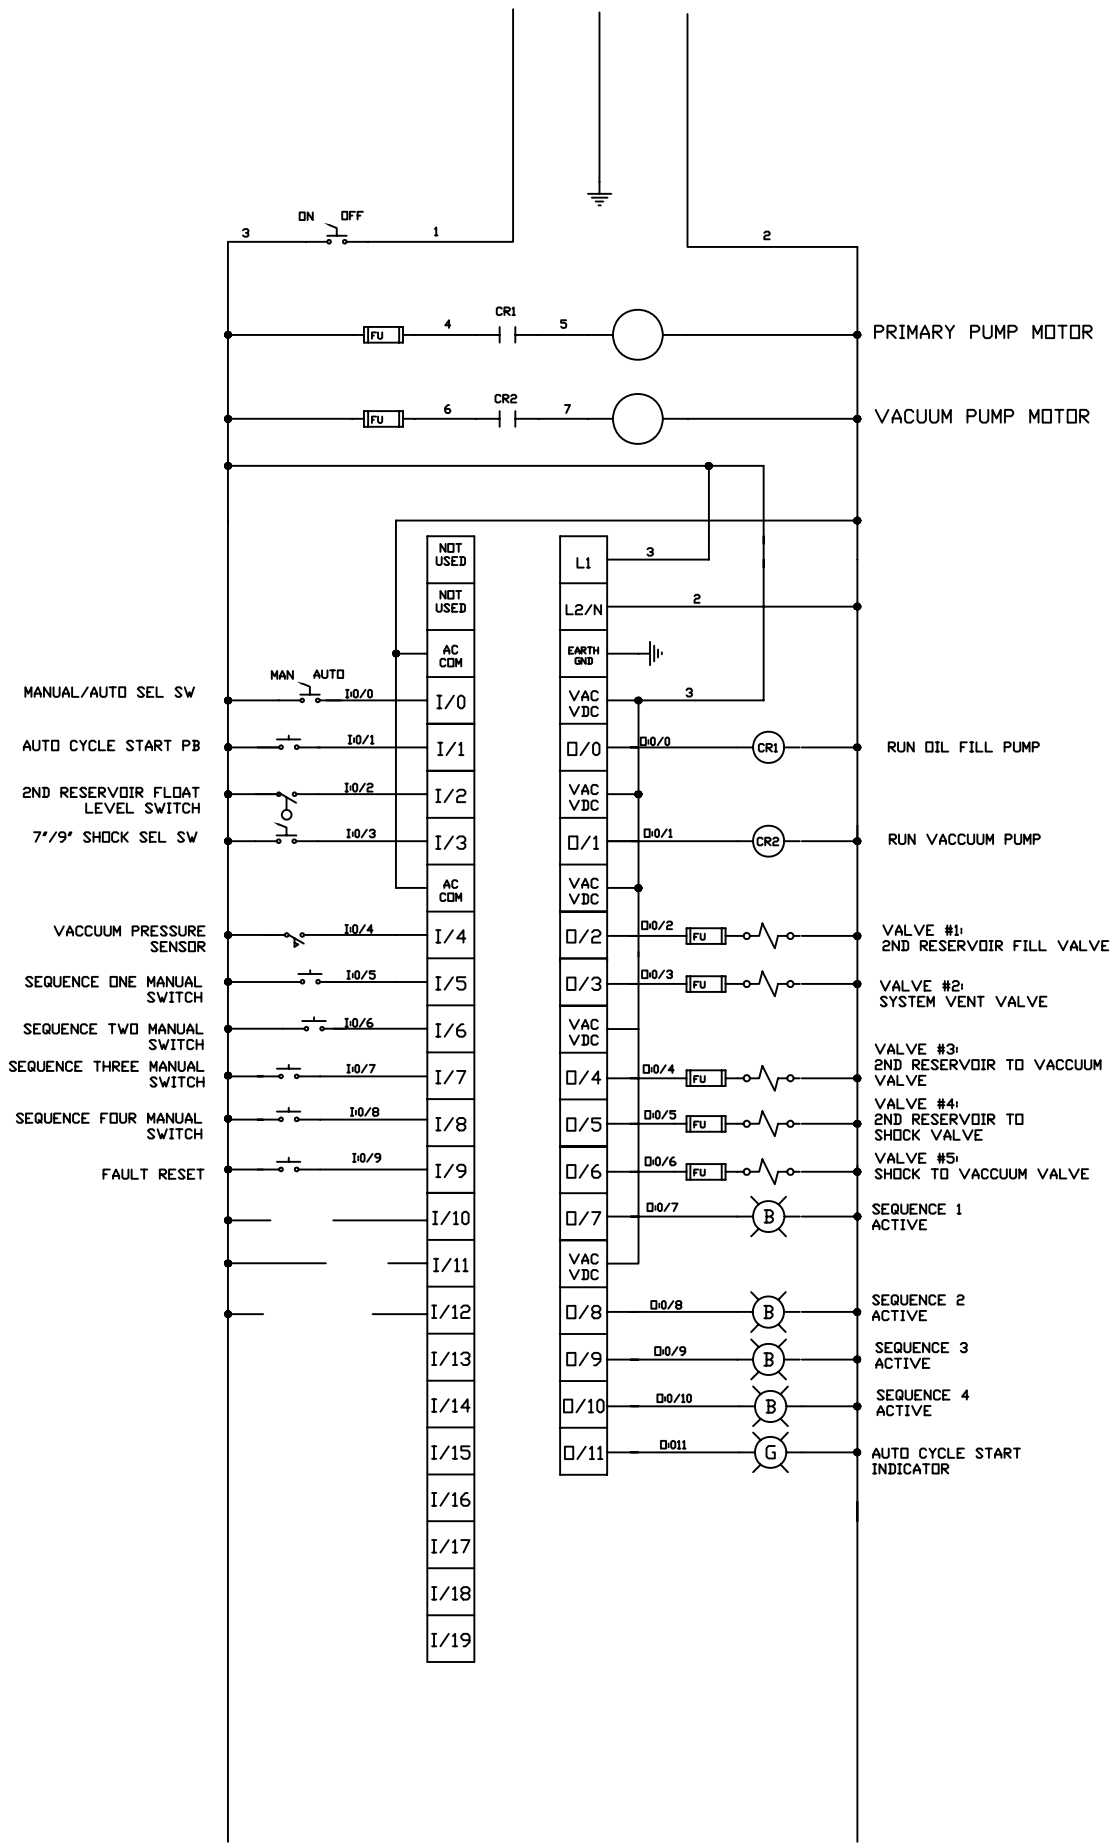 ON OFF
3 1 2
CR1
FU 4 5 PRIMARY PUMP MOTOR
CR2
FU 6 7 VACUUM PUMP MOTOR
NOT
USED
L1 3
NOT
USED
L2/N 2
AC
COM
EARTH
GND
MAN AUTO
MANUAL/AUTO SEL SW I:0/0 I/0
VAC
VDC
3
AUTO CYCLE START PB I:0/1 I/1
O/0 O:0/0 CR1 RUN OIL FILL PUMP
2ND RESERVOIR FLOAT
LEVEL SWITCH
I:0/2 I/2
VAC
VDC
7"/9" SHOCK SEL SW I:0/3 I/3
O/1 O:0/1 CR2 RUN VACCUUM PUMP
AC
COM
VAC
VDC
VACCUUM PRESSURE
SENSOR
I:0/4 I/4
O/2 O:0/2 FU
VALVE #1:
2ND RESERVOIR FILL VALVE
SEQUENCE ONE MANUAL
SWITCH
I:0/5 I/5
O/3 O:0/3 FU
VALVE #2:
SYSTEM VENT VALVE
SEQUENCE TWO MANUAL
SWITCH
I:0/6 I/6
VAC
VDC
SEQUENCE THREE MANUAL
SWITCH
I:0/7 I/7
O/4 O:0/4 FU
VALVE #3:
2ND RESERVOIR TO VACCUUM
VALVE
SEQUENCE FOUR MANUAL
SWITCH
I:0/8 I/8
O/5 O:0/5 FU
VALVE #4:
2ND RESERVOIR TO
SHOCK VALVE
FAULT RESET I:0/9 I/9
O/6 O:0/6 FU
VALVE #5:
SHOCK TO VACCUUM VALVE
I/10
O/7 O:0/7 B
SEQUENCE 1
ACTIVE
I/11
VAC
VDC
I/12
O/8 O:0/8 B
SEQUENCE 2
ACTIVE
I/13
O/9 O:0/9 B
SEQUENCE 3
ACTIVE
I/14
O/10 O:0/10 B
SEQUENCE 4
ACTIVE
I/15
O/11 O:011 G
AUTO CYCLE START
INDICATOR
I/16
I/17
I/18
I/19